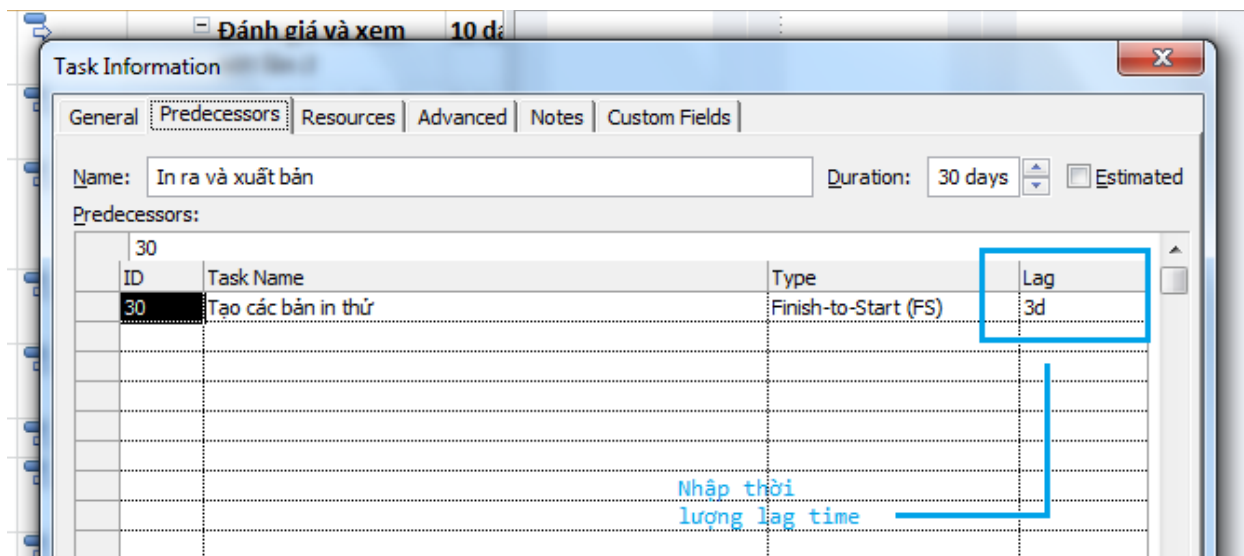 Đánh giá và xem 10 da
Task Information
General Predecessors Resources Advanced Notes Custom Fields
Name: In ra và xuất bản Duration: 30 days Estimated
Predecessors:
30
ID Task Name Type Lag
30 Tạo các bản in thử Finish-to-Start (FS) 3d
Nhập thời
lượng lag time